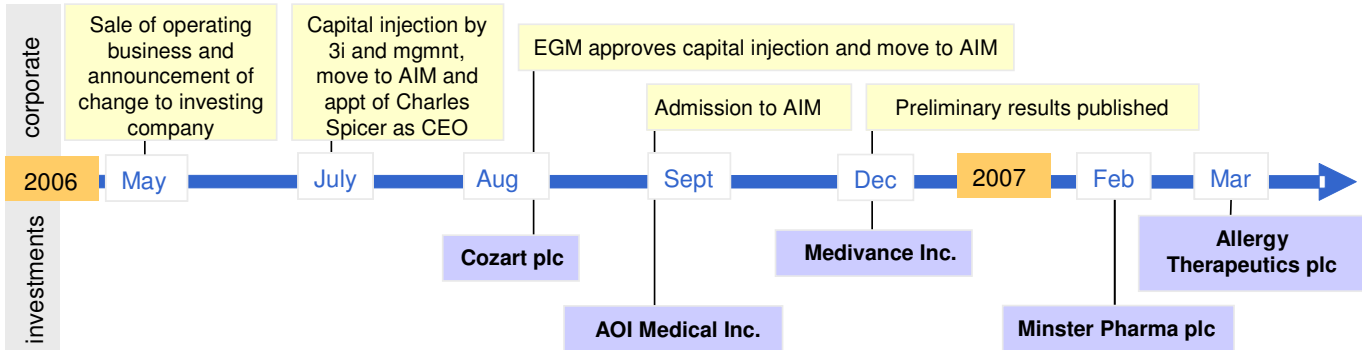 corporate
Sale of operating
business and
announcement of
change to investing
company
Capital injection by
3i and mgmnt,
move to AIM and
appt of Charles
Spicer as CEO
EGM approves capital injection and move to AIM
Admission to AIM
Preliminary results published
2006
May
July
Aug
Sept
Dec
2007
Feb
Mar
investments
Cozart plc
AOI Medical Inc.
Medivance Inc.
Minster Pharma plc
Allergy
Therapeutics plc